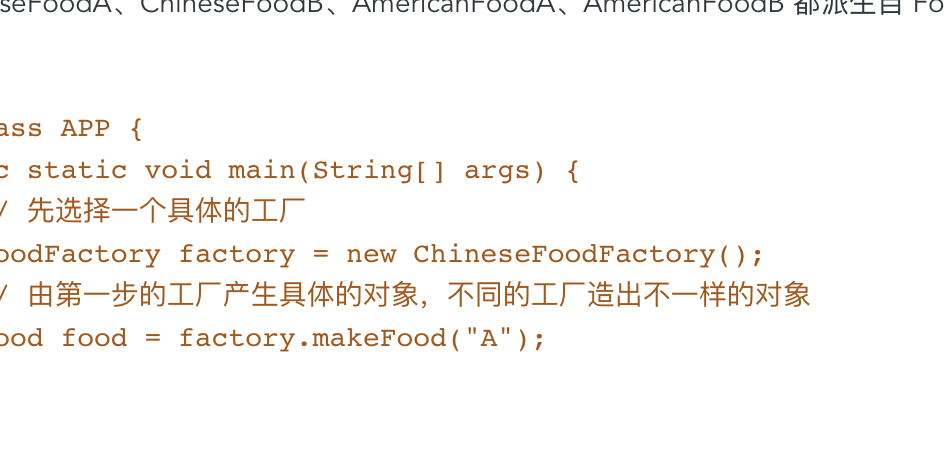 seFoodA、ChineseFoodB、AmericanFoodA、AmericanFoodB 都派生自 Fo
ass APP {
c static void main(String[] args) {
/ 先选择一个具体的工厂
oodFactory factory = new ChineseFoodFactory();
/ 由第一步的工厂产生具体的对象，不同的工厂造出不一样的对象
ood food = factory.makeFood("A");